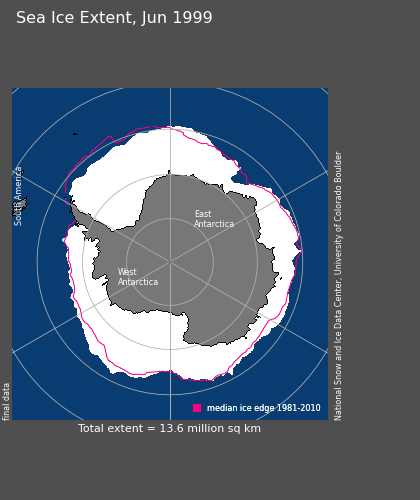 Sea Ice Extent, Jun 1999
South America
East
Antarctica
West
Antarctica
National Snow and Ice Data Center, University of Colorado Boulder
final data
median ice edge 1981-2010
Total extent = 13.6 million sq km